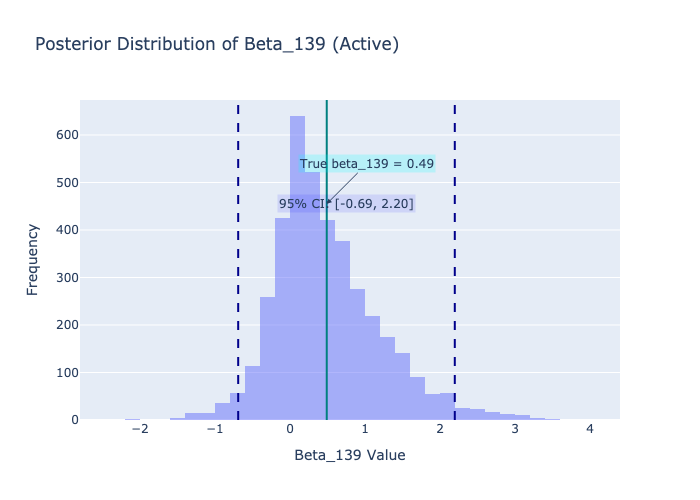 Posterior Distribution of Beta_139 (Active)
600
500
400
300
200
100
0
Frequency
True beta_139 = 0.49
95% CI: [-0.69, 2.20]
−2
−1
0
1
2
3
4
Beta_139 Value